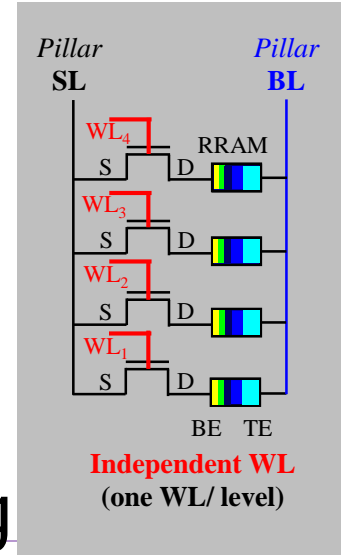 Pillar Pillar
SL BL
WL₄
RRAM
S D
WL₃
S D
WL₂
S D
WL₁
S D
BE TE
Independent WL
(one WL/ level)
g